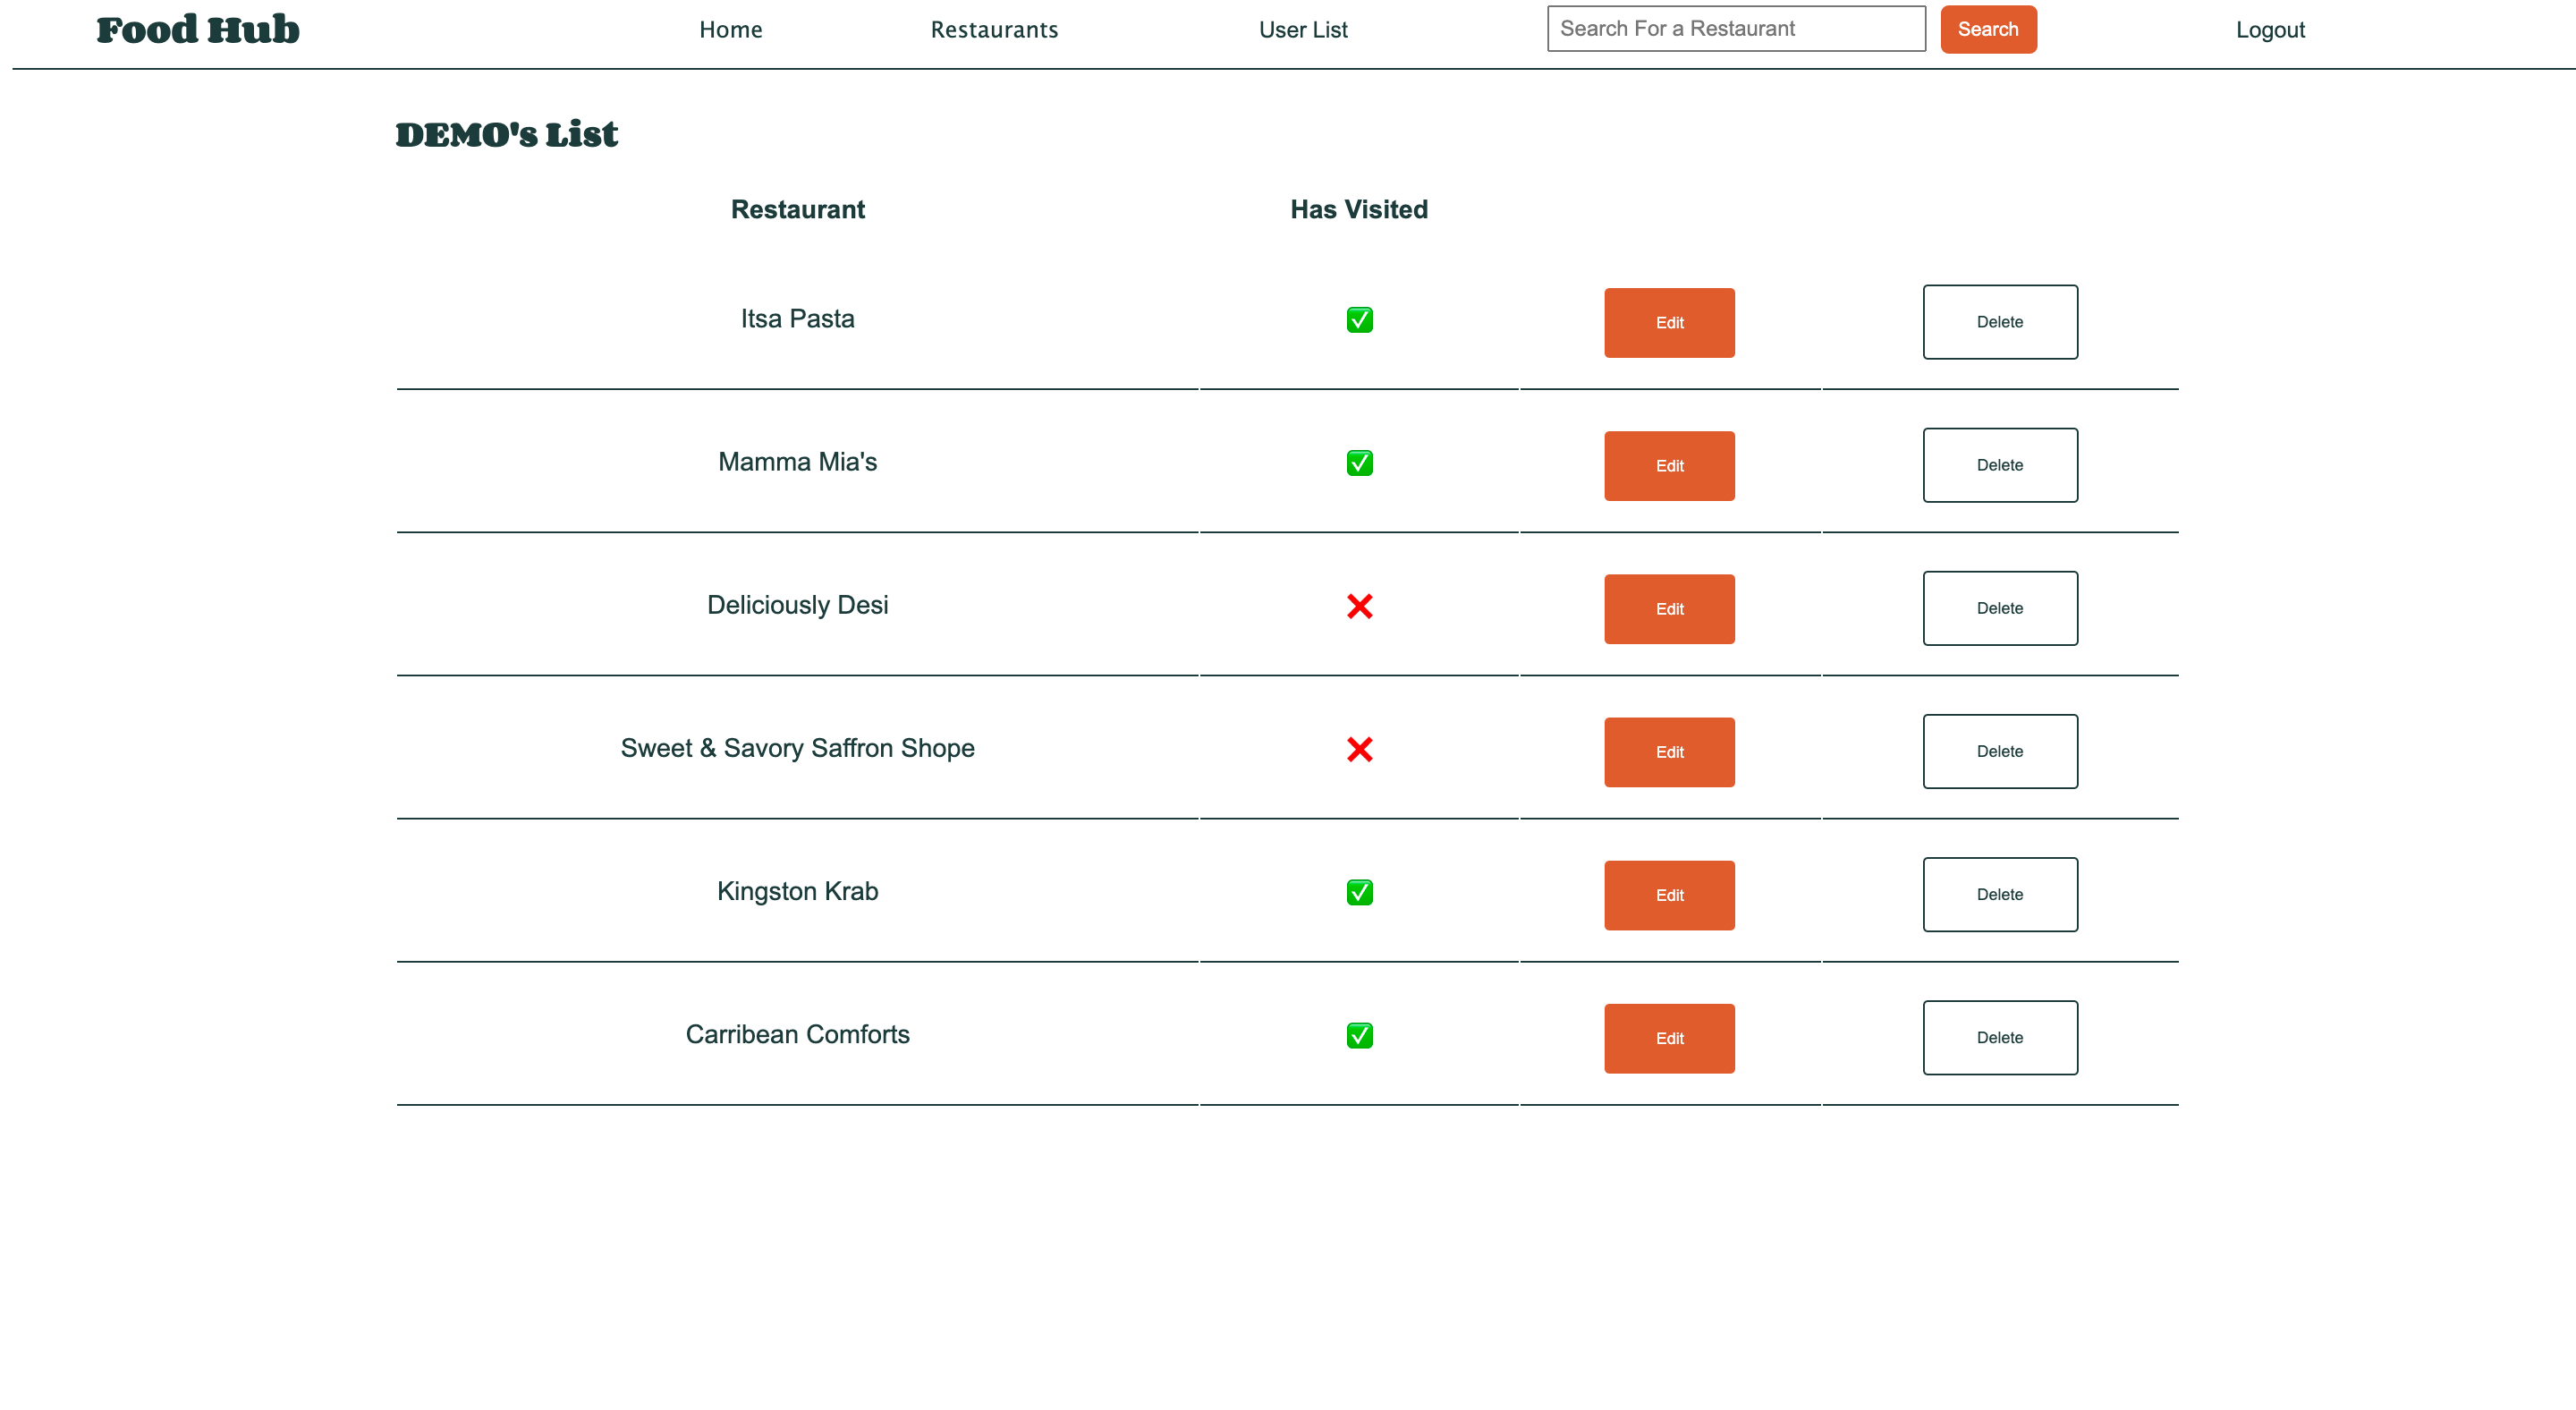 Food Hub Home Restaurants User List Search For a Restaurant Search Logout
DEMO's List
Restaurant Has Visited
Itsa Pasta ✅ Edit Delete
Mamma Mia's ✅ Edit Delete
Deliciously Desi ❌ Edit Delete
Sweet & Savory Saffron Shope ❌ Edit Delete
Kingston Krab ✅ Edit Delete
Carribean Comforts ✅ Edit Delete